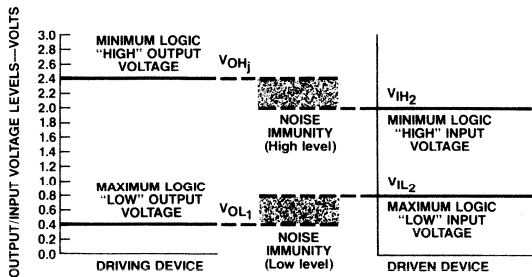 OUTPUT/INPUT VOLTAGE LEVELS—VOLTS
3.0
2.8
2.6
2.4
2.2
2.0
1.8
1.6
1.4
1.2
1.0
0.8
0.6
0.4
0.2
0.0
MINIMUM LOGIC
"HIGH" OUTPUT
VOLTAGE
VOHj
MAXIMUM LOGIC
"LOW" OUTPUT
VOLTAGE
VOL1
DRIVING DEVICE
NOISE
IMMUNITY
(High level)
NOISE
IMMUNITY
(Low level)
VIH2
MINIMUM LOGIC
"HIGH" INPUT
VOLTAGE
VIL2
MAXIMUM LOGIC
"LOW" INPUT
VOLTAGE
DRIVEN DEVICE